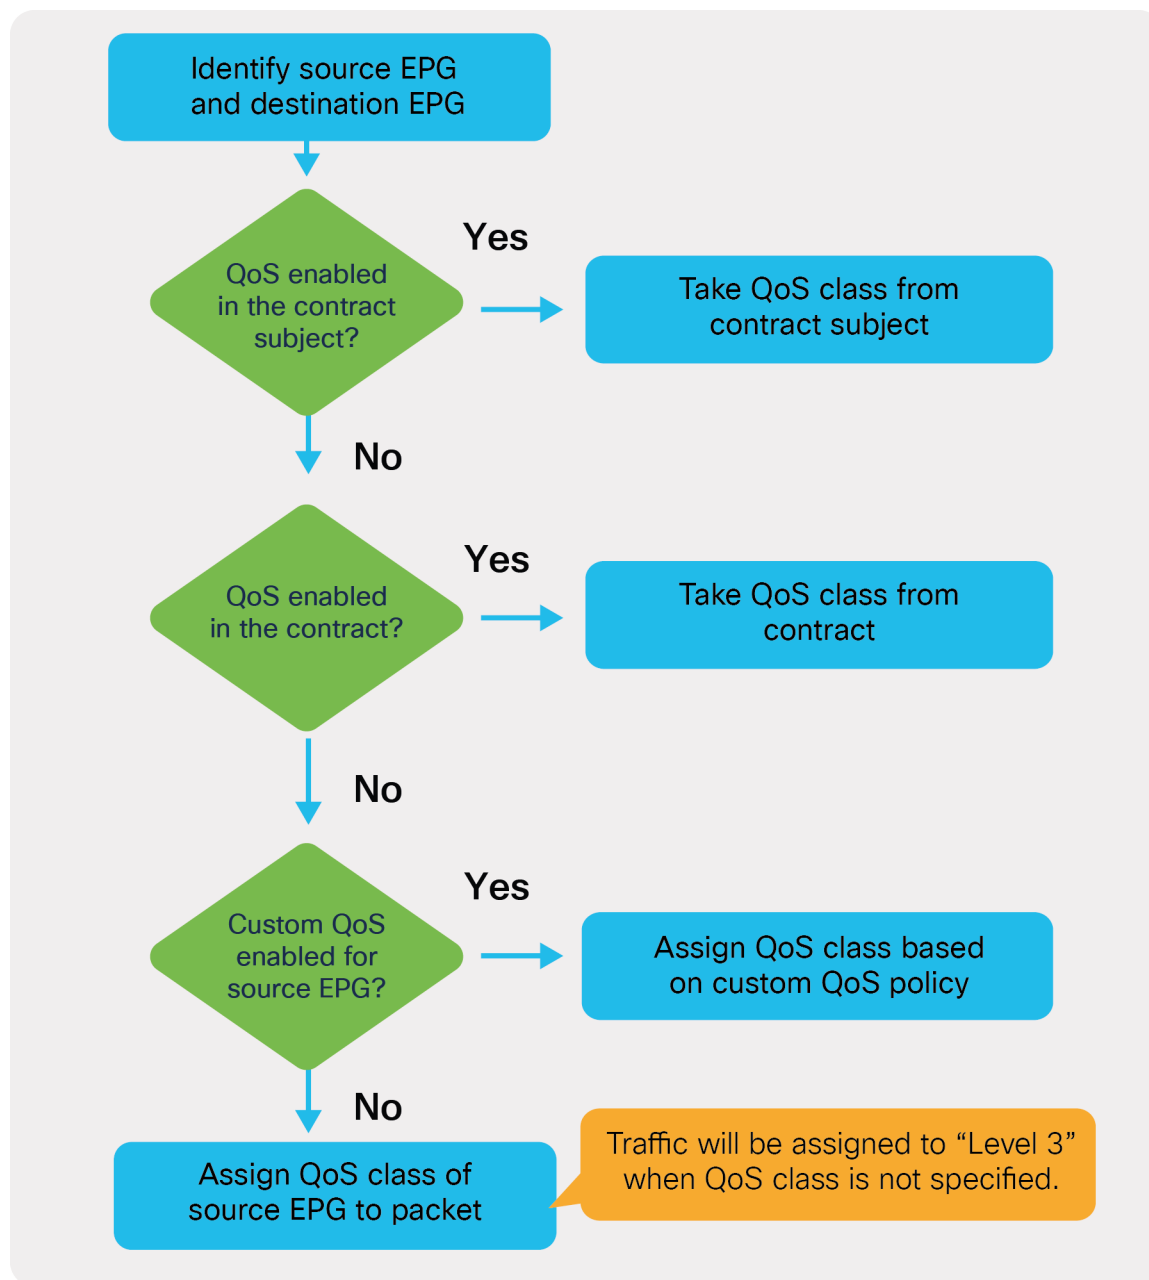 Identify source EPG
and destination EPG
Yes
QoS enabled
in the contract
subject?
Take QoS class from
contract subject
No
Yes
QoS enabled
in the contract?
Take QoS class from
contract
No
Yes
Custom QoS
enabled for
source EPG?
Assign QoS class based
on custom QoS policy
No
Assign QoS class of
source EPG to packet
Traffic will be assigned to “Level 3”
when QoS class is not specified.